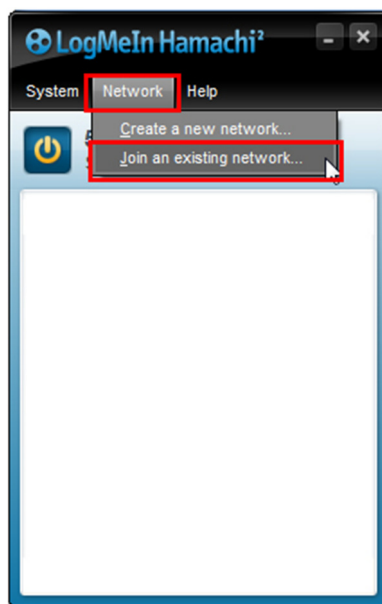 LogMeIn Hamachi²
System Network Help
Create a new network...
Join an existing network...